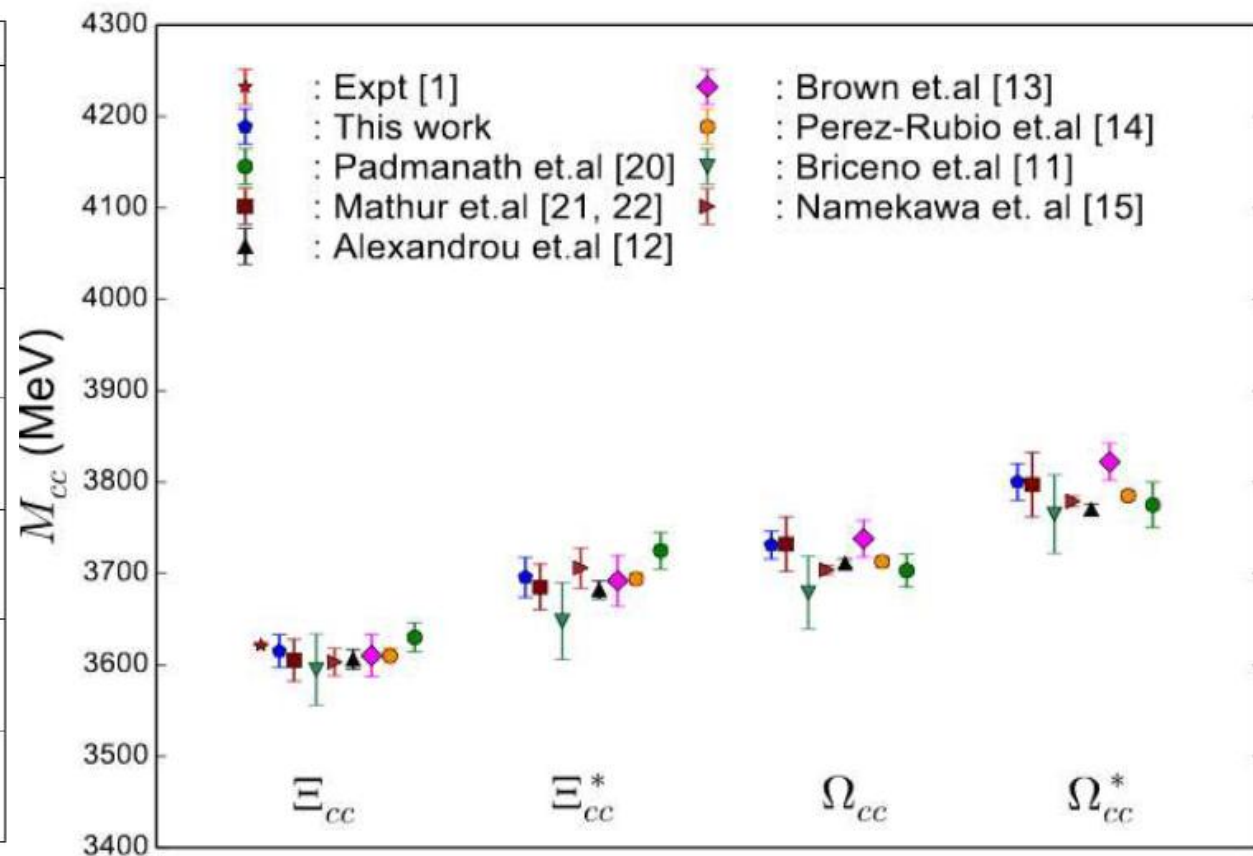 4300
4200
4100
4000
3900
3800
3700
3600
3500
3400
M_cc (MeV)
: Expt [1]
: This work
: Padmanath et.al [20]
: Mathur et.al [21, 22]
: Alexandrou et.al [12]
: Brown et.al [13]
: Perez-Rubio et.al [14]
: Briceno et.al [11]
: Namekawa et. al [15]
Ξ_cc
Ξ*_cc
Ω_cc
Ω*_cc